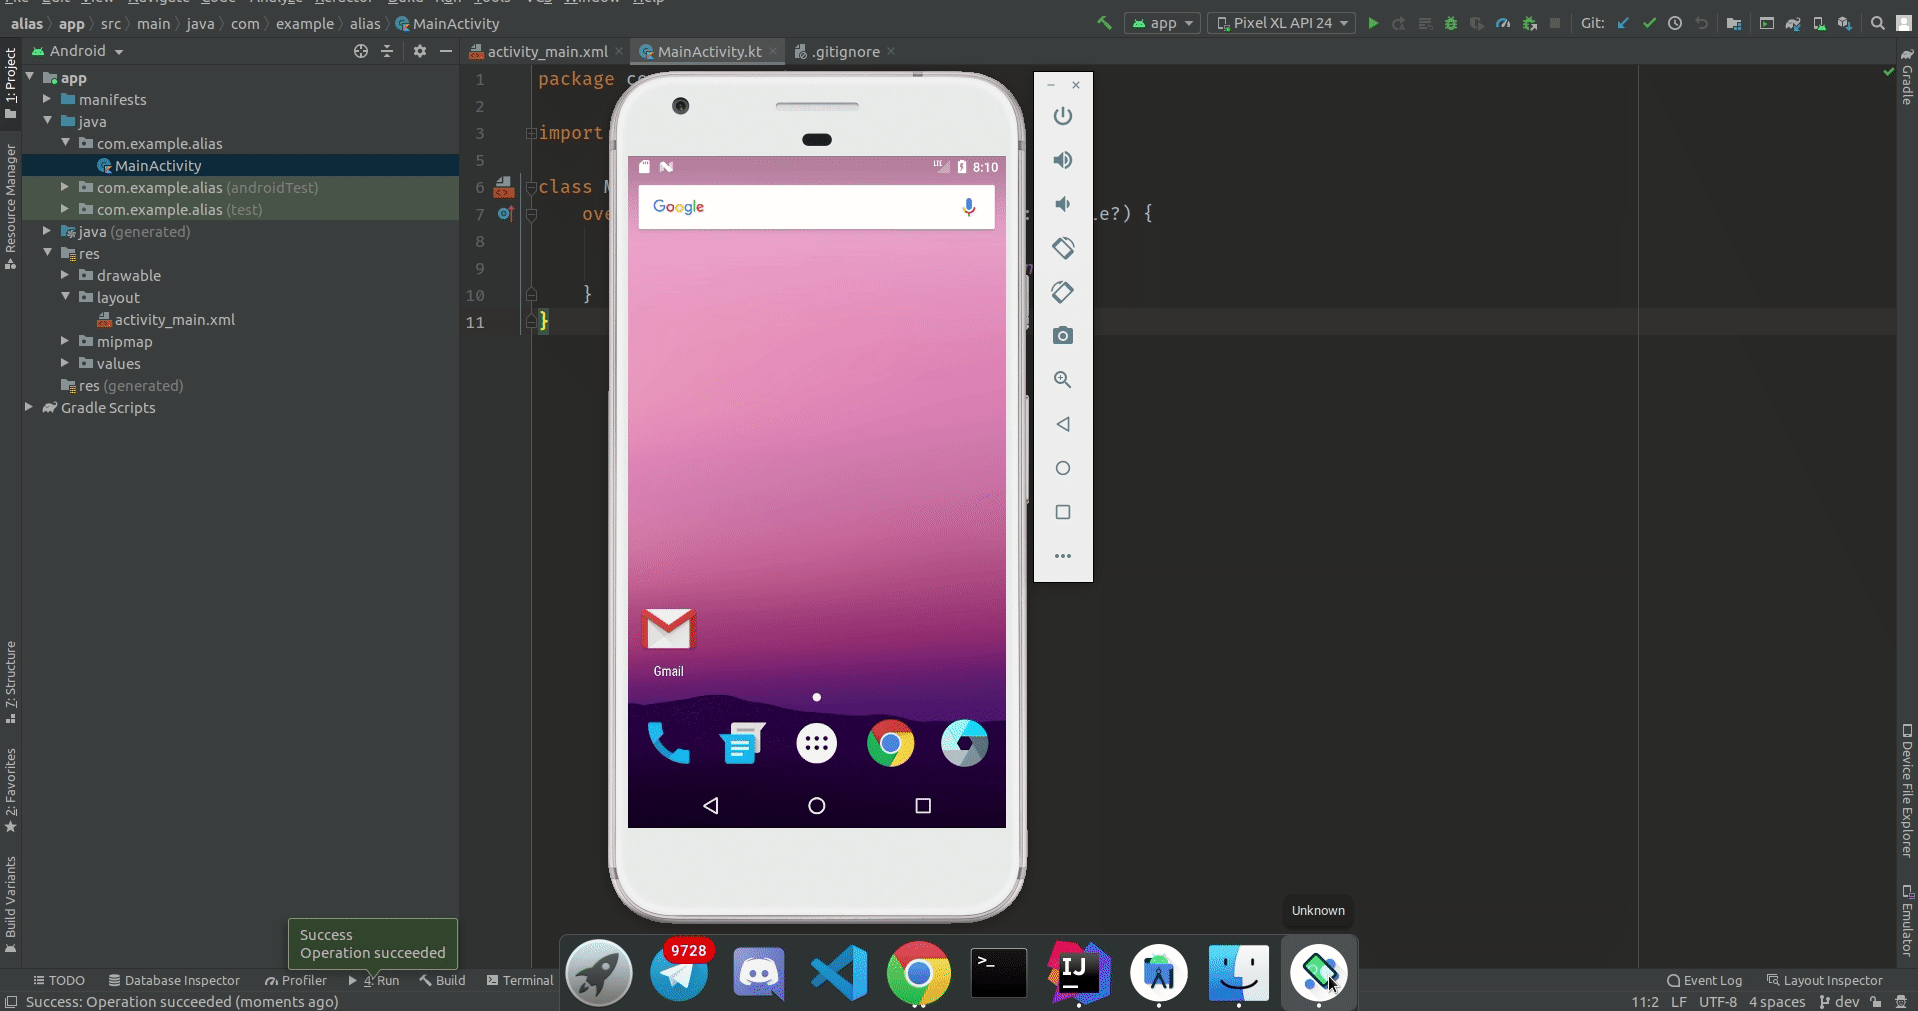 alias app src main java com example alias MainActivity
app
Pixel XL API 24
Git:
Android
activity_main.xml
MainActivity.kt
.gitignore
1: Project
Resource Manager
Z: Structure
2: Favorites
Build Variants
app
manifests
java
com.example.alias
MainActivity
com.example.alias (androidTest)
com.example.alias (test)
java (generated)
res
drawable
layout
activity_main.xml
mipmap
values
res (generated)
Gradle Scripts
1 package
2
3 import
5
6 class
7 le?) {
8
9
10 }
11 }
LTE 8:10
Google
Gmail
Gradle
Device File Explorer
Emulator
Unknown
9728
>_
IJ
Success
Operation succeeded
TODO Database Inspector Profiler 4: Run Build Terminal
Event Log Layout Inspector
Success: Operation succeeded (moments ago)
11:2 LF UTF-8 4 spaces dev